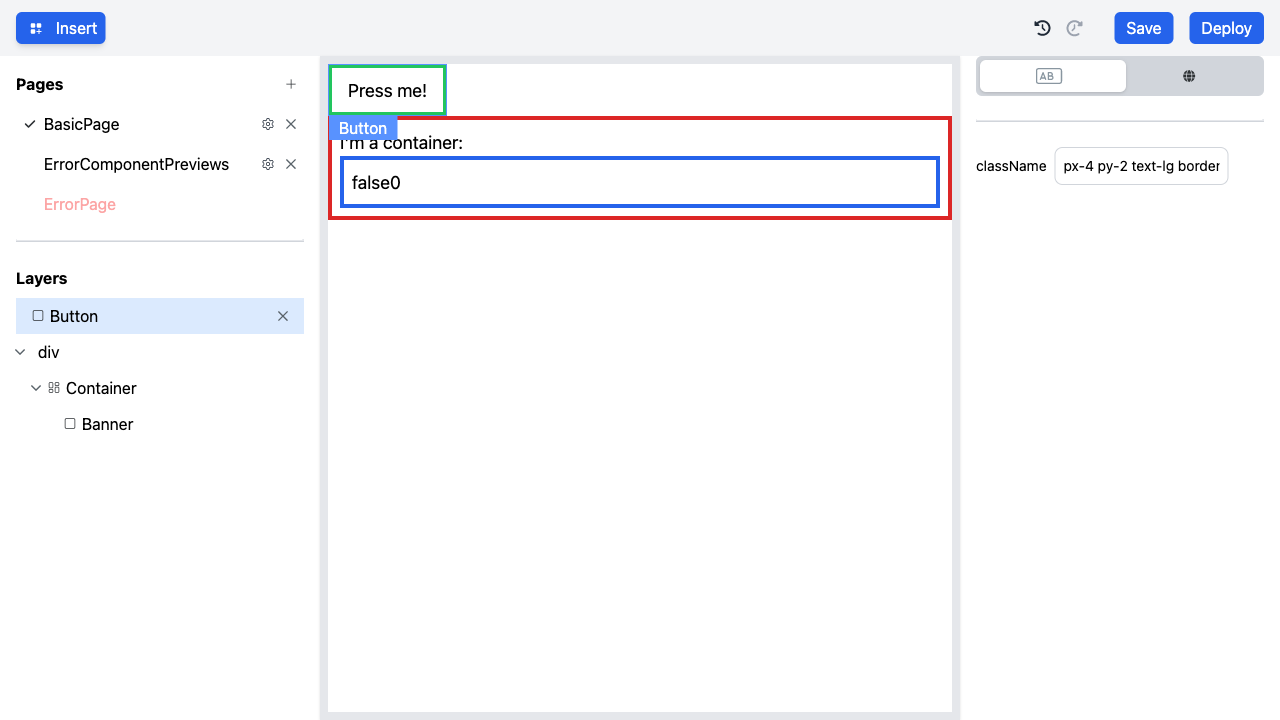 Insert
Save
Deploy
Pages
BasicPage
ErrorComponentPreviews
ErrorPage
Layers
Button
div
Container
Banner
Press me!
Button
I'm a container:
false0
AB
className
px-4 py-2 text-lg border